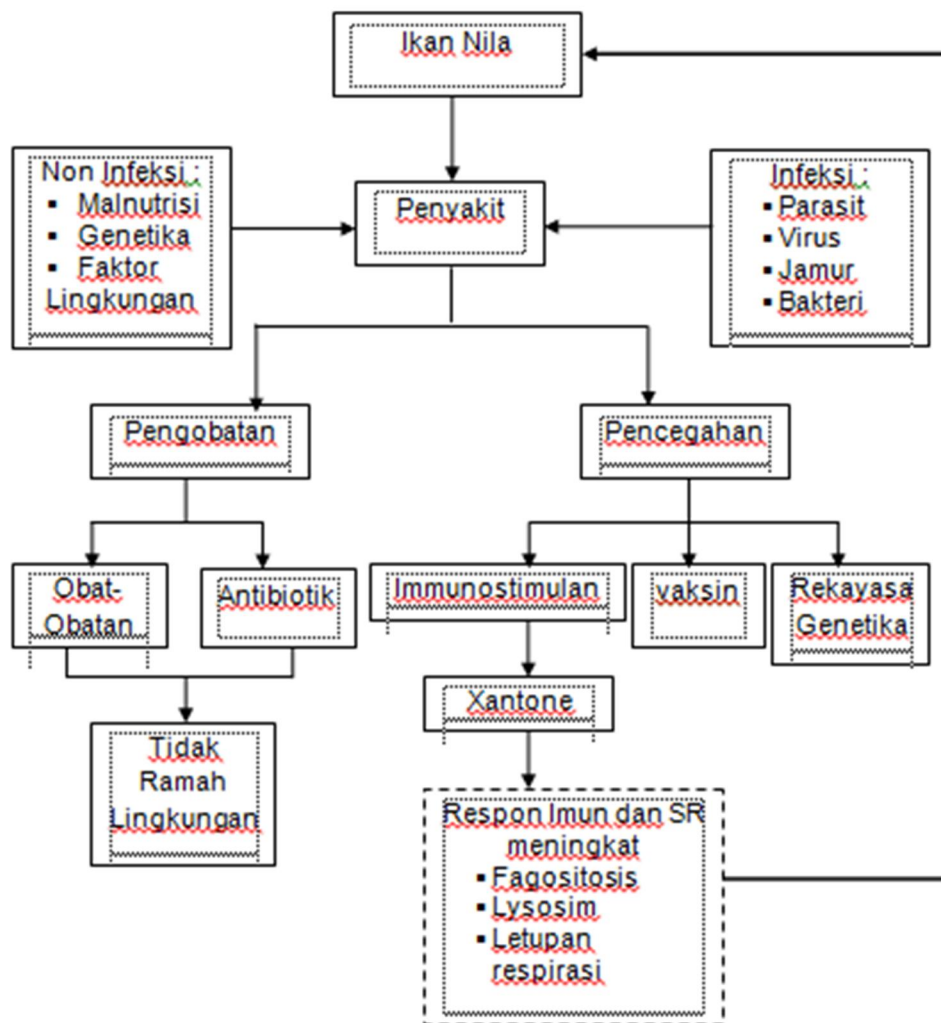 Ikan Nila
Non Infeksi :
▪ Malnutrisi
▪ Genetika
▪ Faktor
Lingkungan
Penyakit
Infeksi :
▪ Parasit
▪ Virus
▪ Jamur
▪ Bakteri
Pengobatan
Pencegahan
Obat-
Obatan
Antibiotik
Immunostimulan
vaksin
Rekayasa
Genetika
Xantone
Tidak
Ramah
Lingkungan
Respon Imun dan SR
meningkat
▪ Fagositosis
▪ Lysosim
▪ Letupan
respirasi